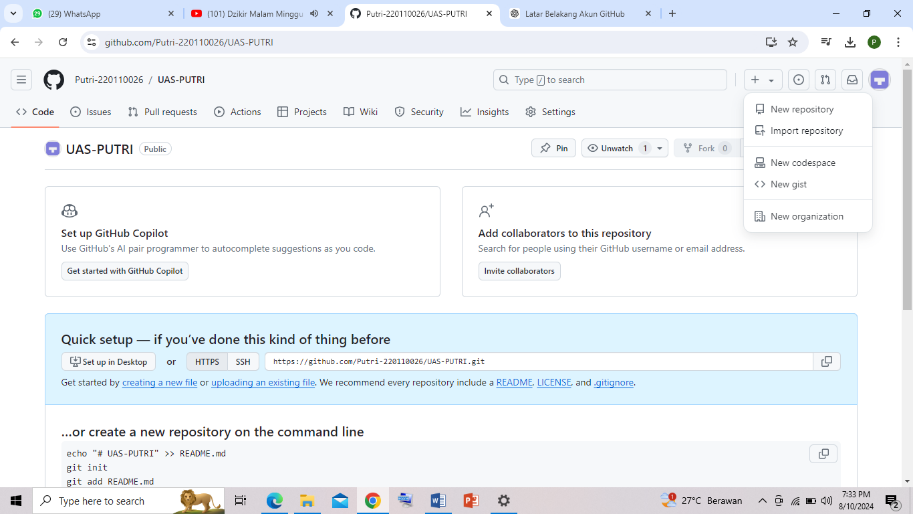 (29) WhatsApp
(101) Dzikir Malam Minggu
Putri-220110026/UAS-PUTRI
Latar Belakang Akun GitHub
github.com/Putri-220110026/UAS-PUTRI
P
Putri-220110026 / UAS-PUTRI
Type / to search
Code
Issues
Pull requests
Actions
Projects
Wiki
Security
Insights
Settings
New repository
Import repository
New codespace
New gist
New organization
UAS-PUTRI
Public
Pin
Unwatch 1
Fork 0
Set up GitHub Copilot
Use GitHub's AI pair programmer to autocomplete suggestions as you code.
Get started with GitHub Copilot
Add collaborators to this repository
Search for people using their GitHub username or email address.
Invite collaborators
Quick setup — if you've done this kind of thing before
Set up in Desktop or HTTPS SSH https://github.com/Putri-220110026/UAS-PUTRI.git
Get started by creating a new file or uploading an existing file. We recommend every repository include a README, LICENSE, and .gitignore.
...or create a new repository on the command line
echo "# UAS-PUTRI" >> README.md
git init
git add README.md
Type here to search
27°C Berawan
7:33 PM
8/10/2024
2